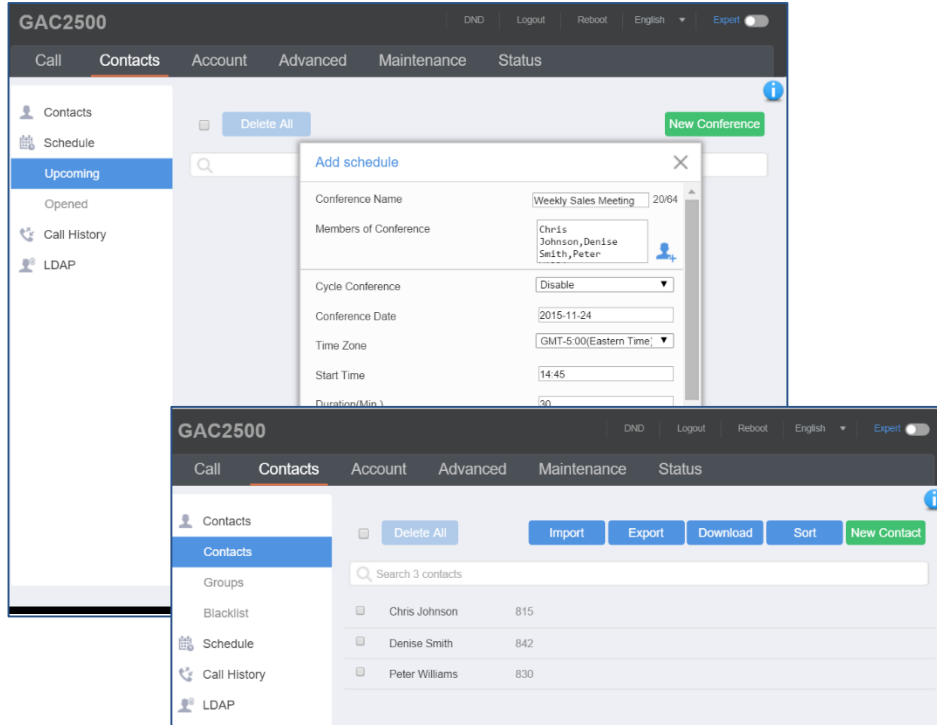 GAC2500
DND Logout Reboot English Expert
Call Contacts Account Advanced Maintenance Status
Contacts
Schedule
Upcoming
Opened
Call History
LDAP
Delete All New Conference
Add schedule
Conference Name Weekly Sales Meeting 20/64
Members of Conference Chris
Johnson,Denise
Smith,Peter
Cycle Conference Disable
Conference Date 2015-11-24
Time Zone GMT-5:00(Eastern Time)
Start Time 14:45
Duration(Min.) 30
GAC2500
DND Logout Reboot English Expert
Call Contacts Account Advanced Maintenance Status
Contacts
Contacts
Groups
Blacklist
Schedule
Call History
LDAP
Delete All Import Export Download Sort New Contact
Search 3 contacts
Chris Johnson 815
Denise Smith 842
Peter Williams 830